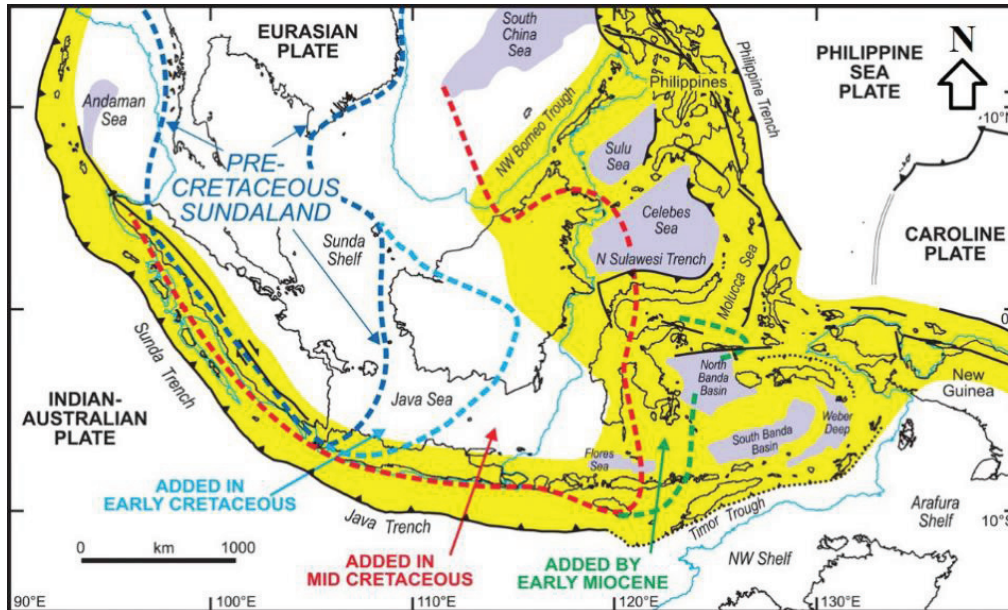 EURASIAN
PLATE
South
China
Sea
PHILIPPINE
SEA
PLATE
N
Philippine Trench
Philippines
Andaman
Sea
10°N
NW Borneo Trough
PRE-
CRETACEOUS
SUNDALAND
Sulu
Sea
Sunda
Shelf
Celebes
Sea
CAROLINE
PLATE
N Sulawesi Trench
Molucca Sea
0
Sunda Trench
Java Sea
North
Banda
Basin
New
Guinea
INDIAN-
AUSTRALIAN
PLATE
Weber
Deep
South Banda
Basin
Flores
Sea
ADDED IN
EARLY CRETACEOUS
Java Trench
Timor Trough
Arafura
Shelf
10°S
0 km 1000
ADDED IN
MID CRETACEOUS
ADDED BY
EARLY MIOCENE
NW Shelf
90°E 100°E 110°E 120°E 130°E